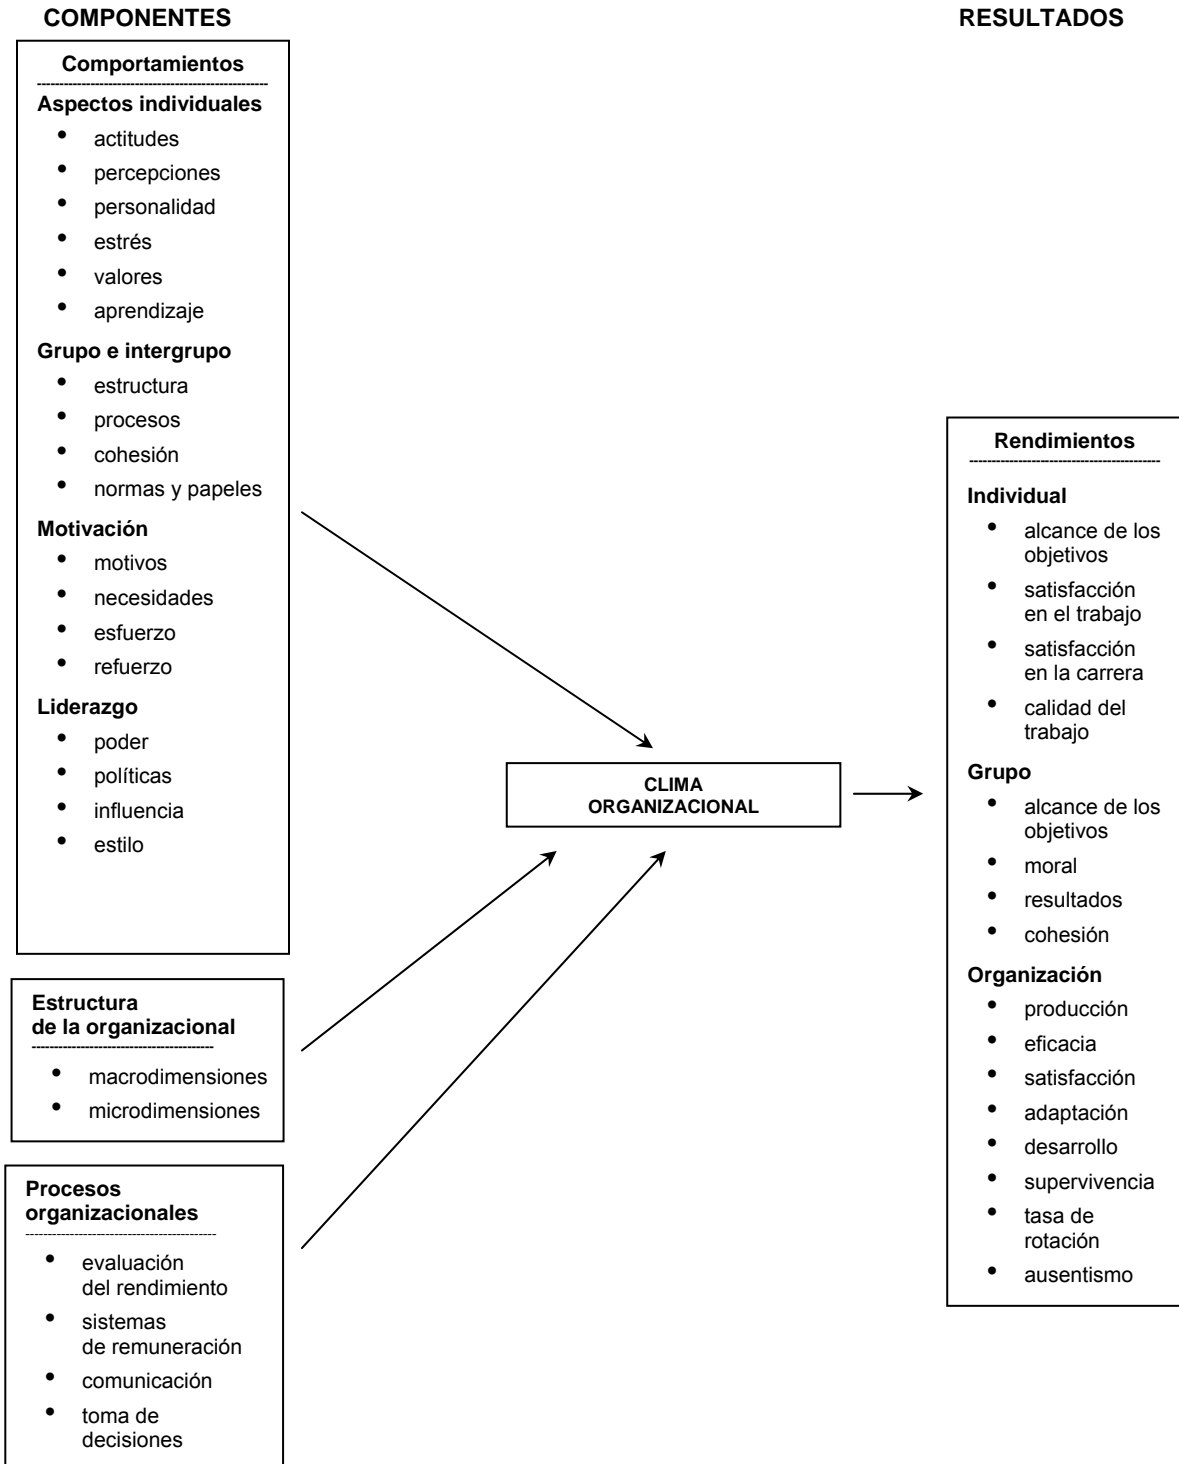 COMPONENTES
Comportamientos
Aspectos individuales
• actitudes
• percepciones
• personalidad
• estrés
• valores
• aprendizaje
Grupo e intergrupo
• estructura
• procesos
• cohesión
• normas y papeles
Motivación
• motivos
• necesidades
• esfuerzo
• refuerzo
Liderazgo
• poder
• políticas
• influencia
• estilo
Estructura
de la organizacional
• macrodimensiones
• microdimensiones
Procesos
organizacionales
• evaluación
del rendimiento
• sistemas
de remuneración
• comunicación
• toma de
decisiones
CLIMA
ORGANIZACIONAL
RESULTADOS
Rendimientos
Individual
• alcance de los
objetivos
• satisfacción
en el trabajo
• satisfacción
en la carrera
• calidad del
trabajo
Grupo
• alcance de los
objetivos
• moral
• resultados
• cohesión
Organización
• producción
• eficacia
• satisfacción
• adaptación
• desarrollo
• supervivencia
• tasa de
rotación
• ausentismo